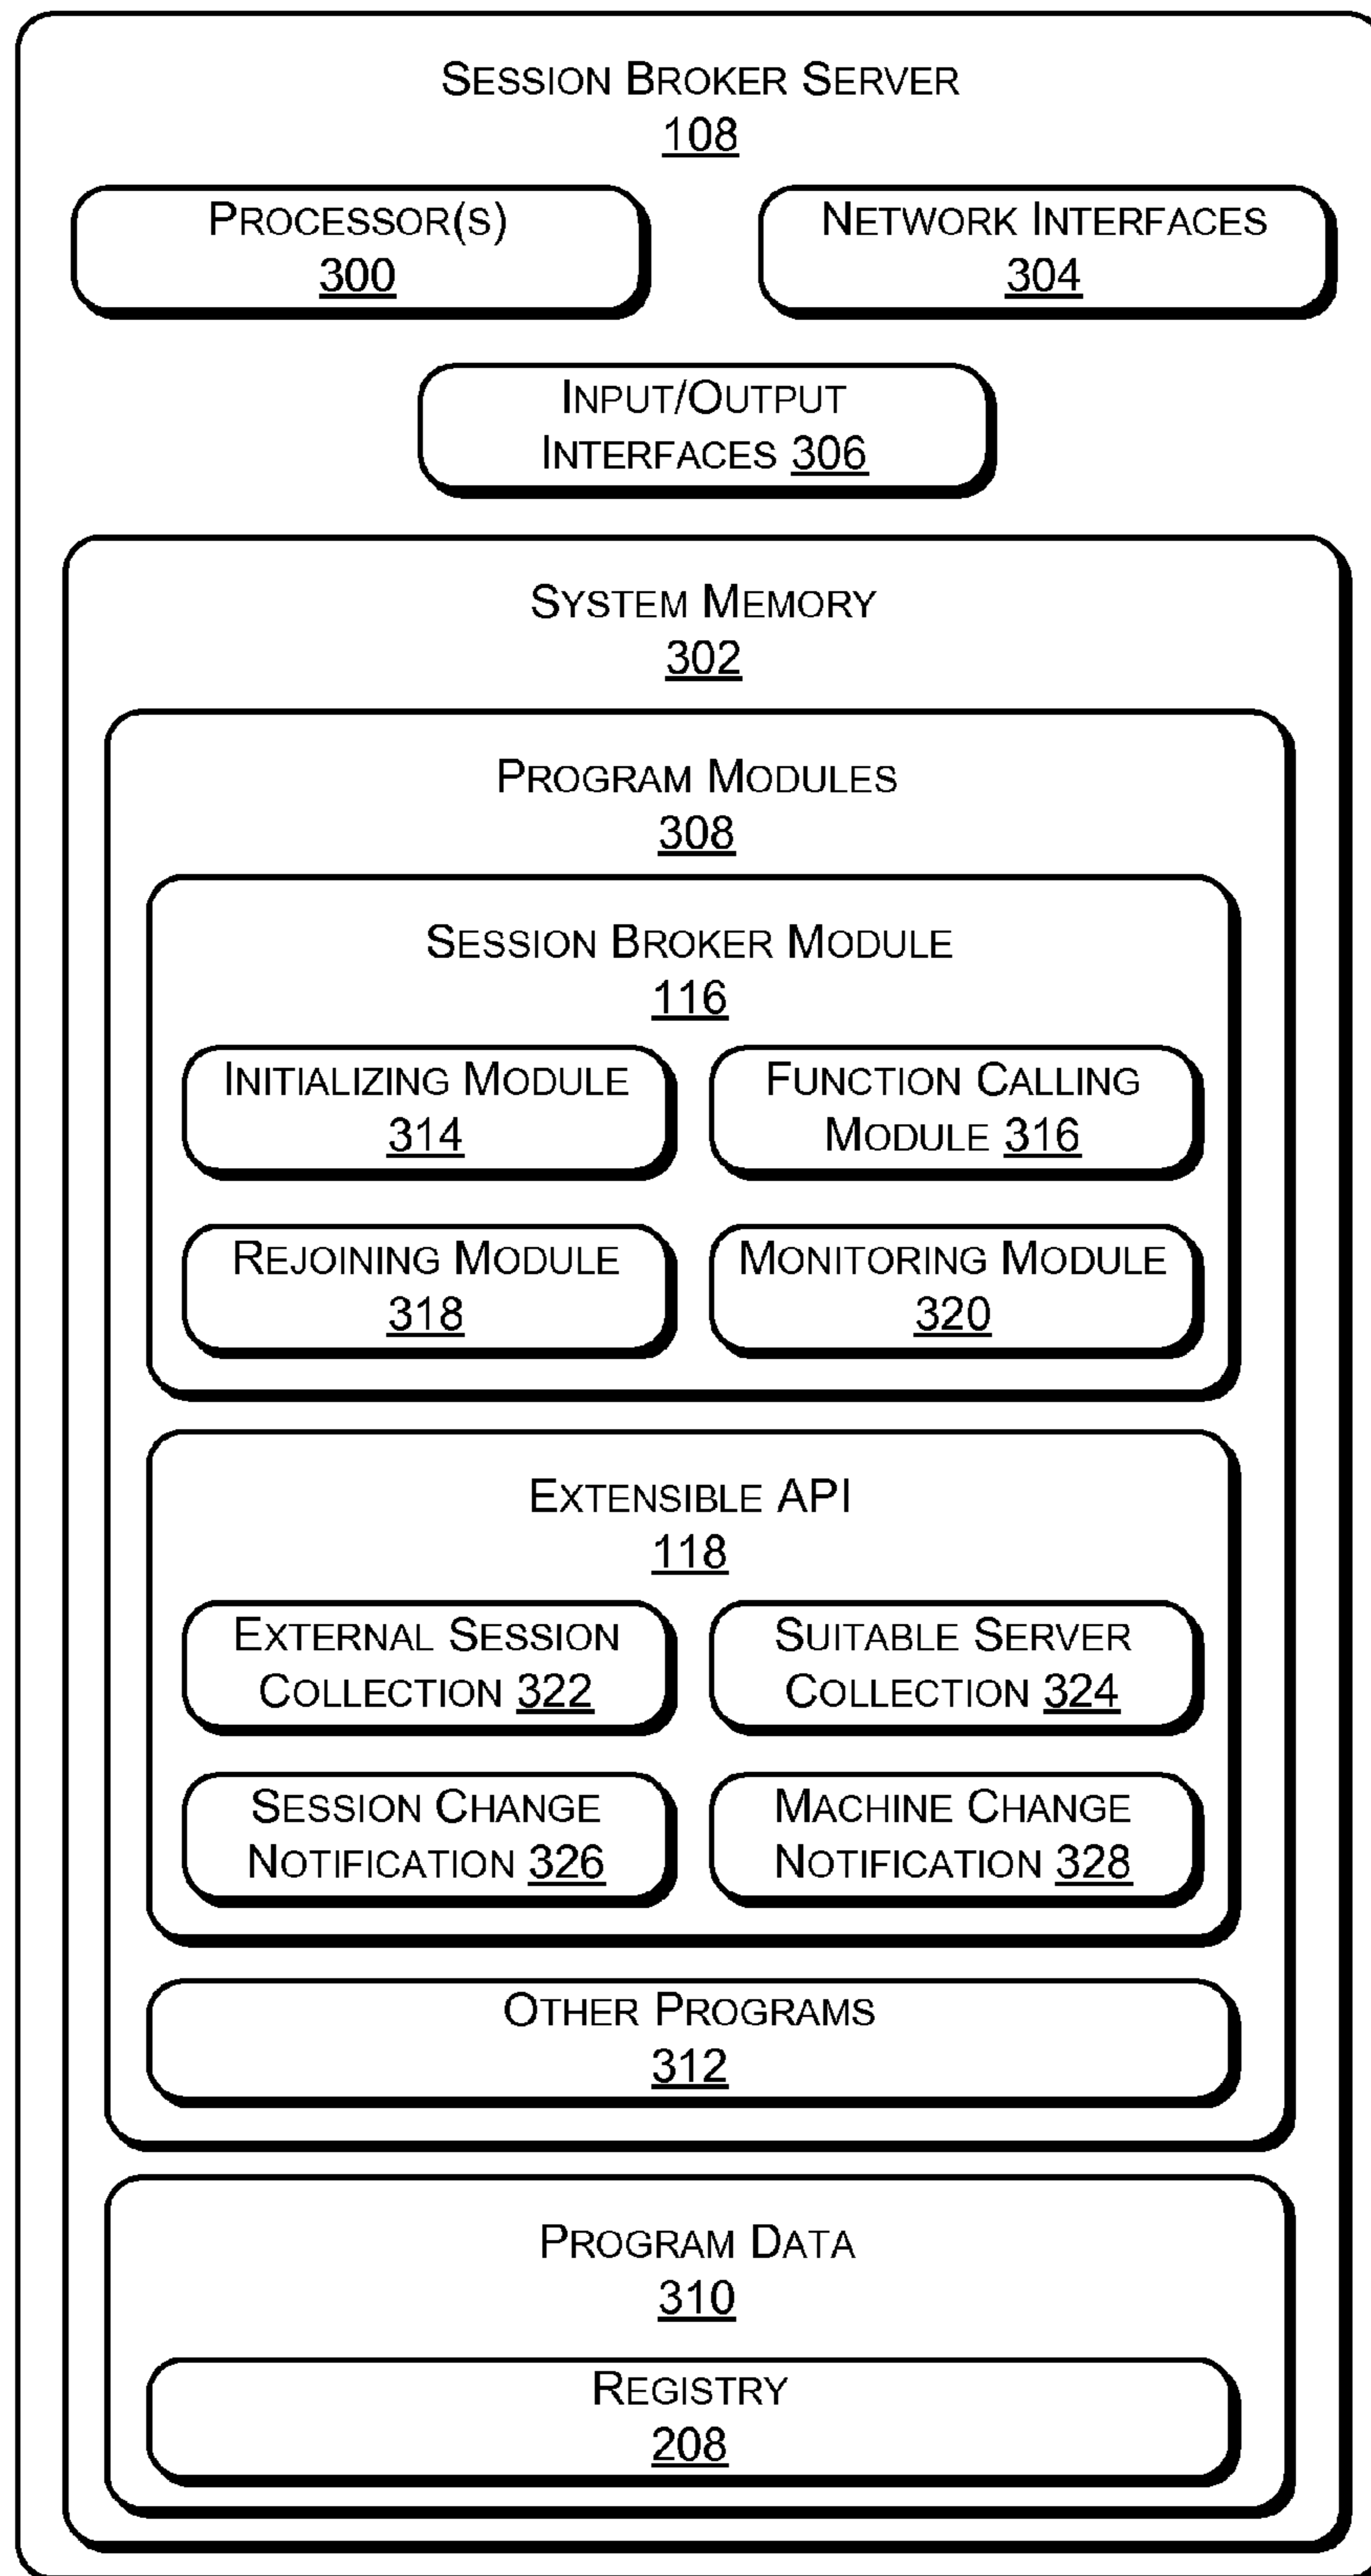 SESSION BROKER SERVER
108
PROCESSOR(S)
300
NETWORK INTERFACES
304
INPUT/OUTPUT
INTERFACES 306
SYSTEM MEMORY
302
PROGRAM MODULES
308
SESSION BROKER MODULE
116
INITIALIZING MODULE
314
FUNCTION CALLING
MODULE 316
REJOINING MODULE
318
MONITORING MODULE
320
EXTENSIBLE API
118
EXTERNAL SESSION
COLLECTION 322
SUITABLE SERVER
COLLECTION 324
SESSION CHANGE
NOTIFICATION 326
MACHINE CHANGE
NOTIFICATION 328
OTHER PROGRAMS
312
PROGRAM DATA
310
REGISTRY
208